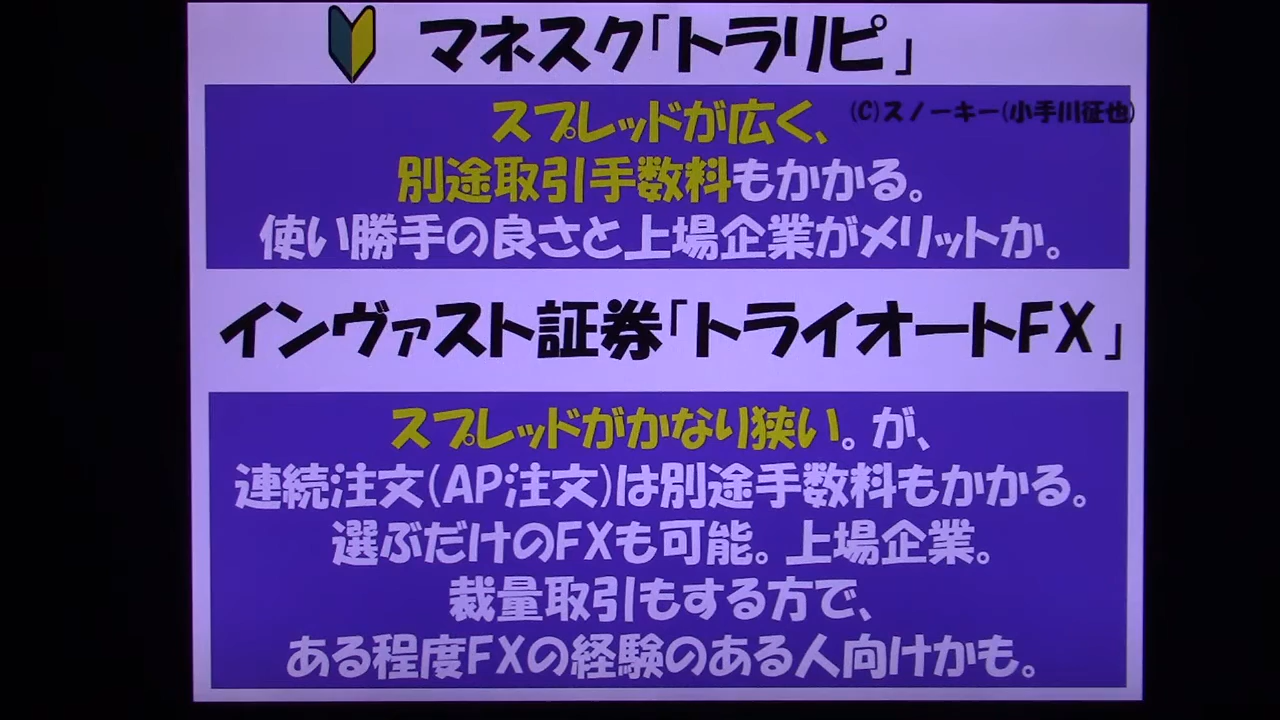 マネスク｢トラリピ｣
(C)スノーキー(小手川征也)
スプレッドが広く、
別途取引手数料もかかる。
使い勝手の良さと上場企業がメリットか。
インヴァスト証券｢トライオートFX｣
スプレッドがかなり狭い。が、
連続注文(AP注文)は別途手数料もかかる。
選ぶだけのFXも可能。上場企業。
裁量取引もする方で、
ある程度FXの経験のある人向けかも。